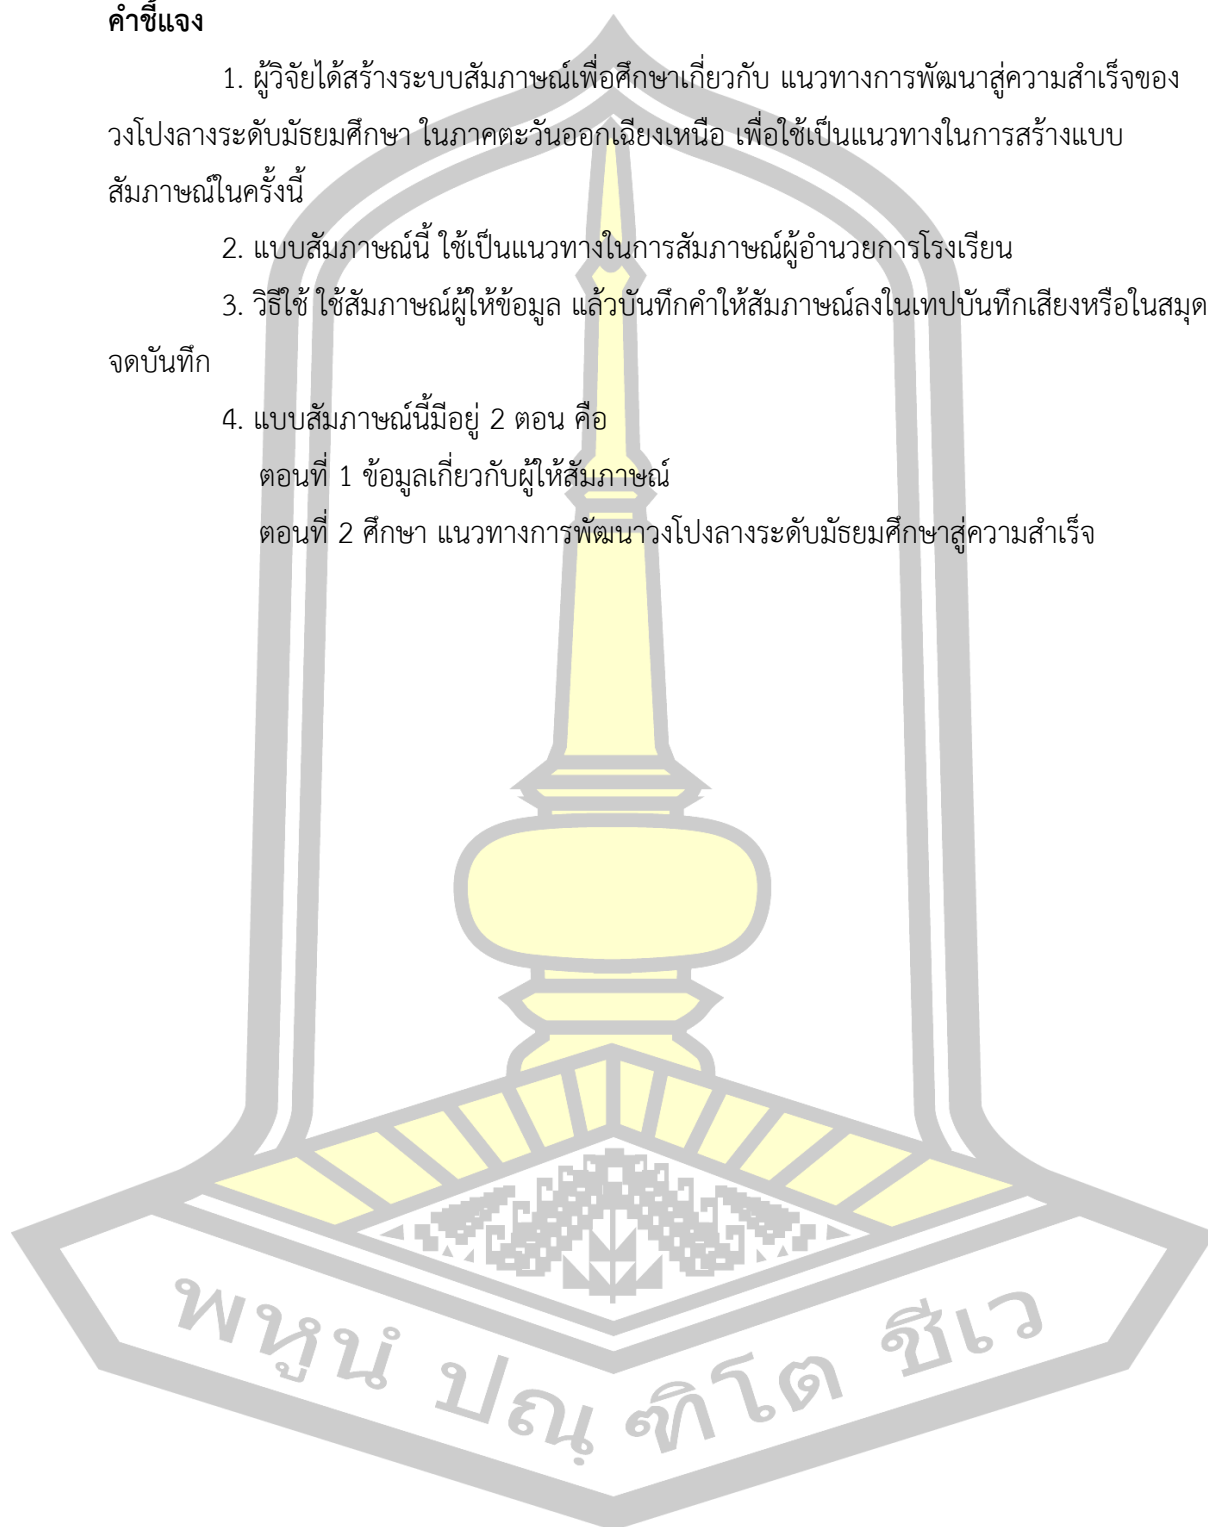 คำชี้แจง
1. ผู้วิจัยได้สร้างระบบสัมภาษณ์เพื่อศึกษาเกี่ยวกับ แนวทางการพัฒนาสู่ความสำเร็จของ
วงโปงลางระดับมัธยมศึกษา ในภาคตะวันออกเฉียงเหนือ เพื่อใช้เป็นแนวทางในการสร้างแบบ
สัมภาษณ์ในครั้งนี้
2. แบบสัมภาษณ์นี้ ใช้เป็นแนวทางในการสัมภาษณ์ผู้อำนวยการโรงเรียน
3. วิธีใช้ ใช้สัมภาษณ์ผู้ให้ข้อมูล แล้วบันทึกคำให้สัมภาษณ์ลงในเทปบันทึกเสียงหรือในสมุด
จดบันทึก
4. แบบสัมภาษณ์นี้มีอยู่ 2 ตอน คือ
ตอนที่ 1 ข้อมูลเกี่ยวกับผู้ให้สัมภาษณ์
ตอนที่ 2 ศึกษา แนวทางการพัฒนาวงโปงลางระดับมัธยมศึกษาสู่ความสำเร็จ
พหูนํ ปณฺฑิโต ชีเว